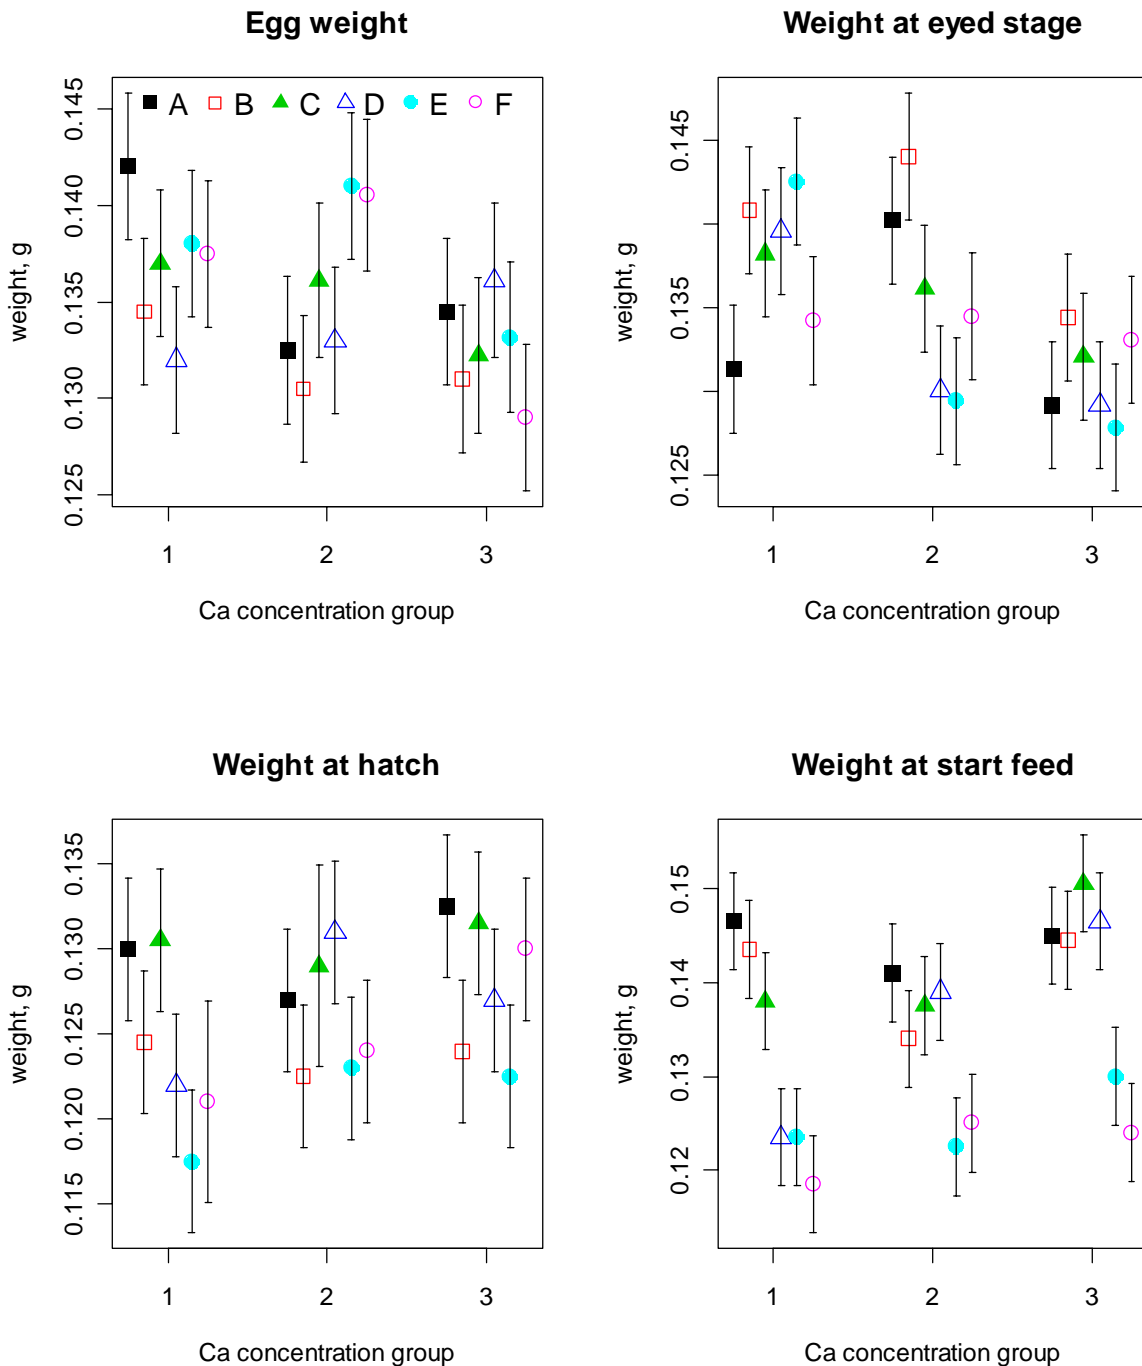 Egg weight
A B C D E F
weight, g
0.145
0.140
0.135
0.130
0.125
1 2 3
Ca concentration group
Weight at eyed stage
0.145
0.135
0.125
1 2 3
Ca concentration group
Weight at hatch
weight, g
0.135
0.130
0.125
0.120
0.115
1 2 3
Ca concentration group
Weight at start feed
weight, g
0.15
0.14
0.13
0.12
1 2 3
Ca concentration group
weight, g